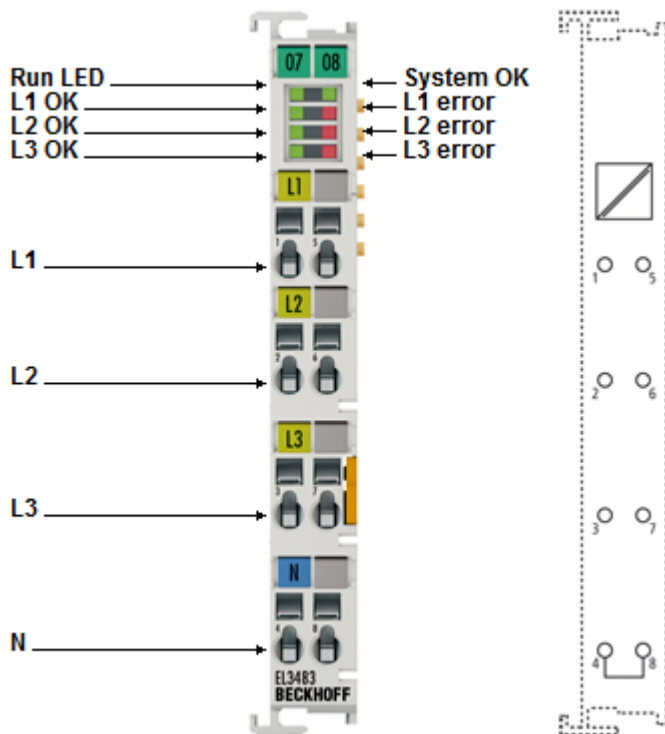 07 08
Run LED
System OK
L1 OK
L1 error
L2 OK
L2 error
L3 OK
L3 error
L1
1 5
L1
1 5
L2
2 6
L2
2 6
L3
3 7
L3
3 7
N
4 8
N
4 8
EL3483
BECKHOFF